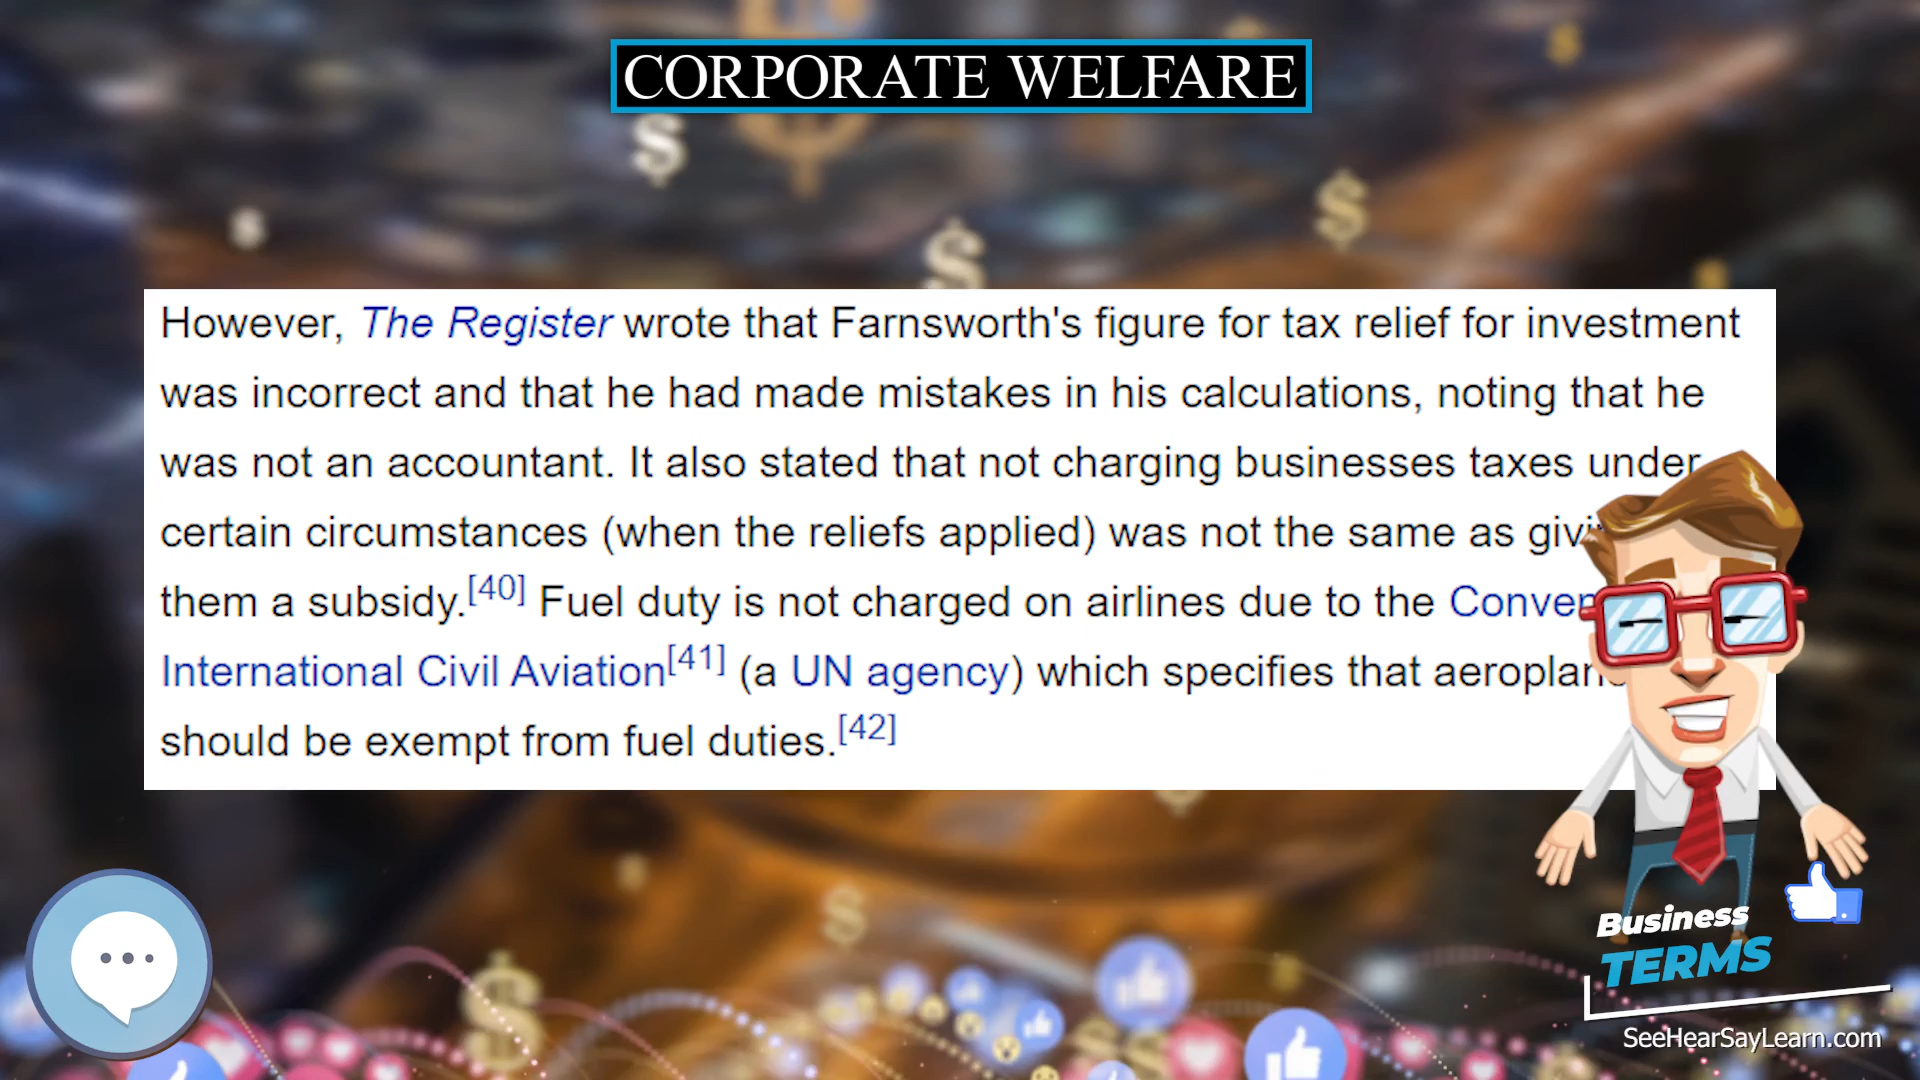 CORPORATE WELFARE
However, The Register wrote that Farnsworth's figure for tax relief for investment
was incorrect and that he had made mistakes in his calculations, noting that he
was not an accountant. It also stated that not charging businesses taxes under
certain circumstances (when the reliefs applied) was not the same as
them a subsidy.[40] Fuel duty is not charged on airlines due to the
International Civil Aviation[41] (a UN agency) which specifies that
should be exempt from fuel duties.[42]
Business
TERMS
SeeHearSayLearn.com